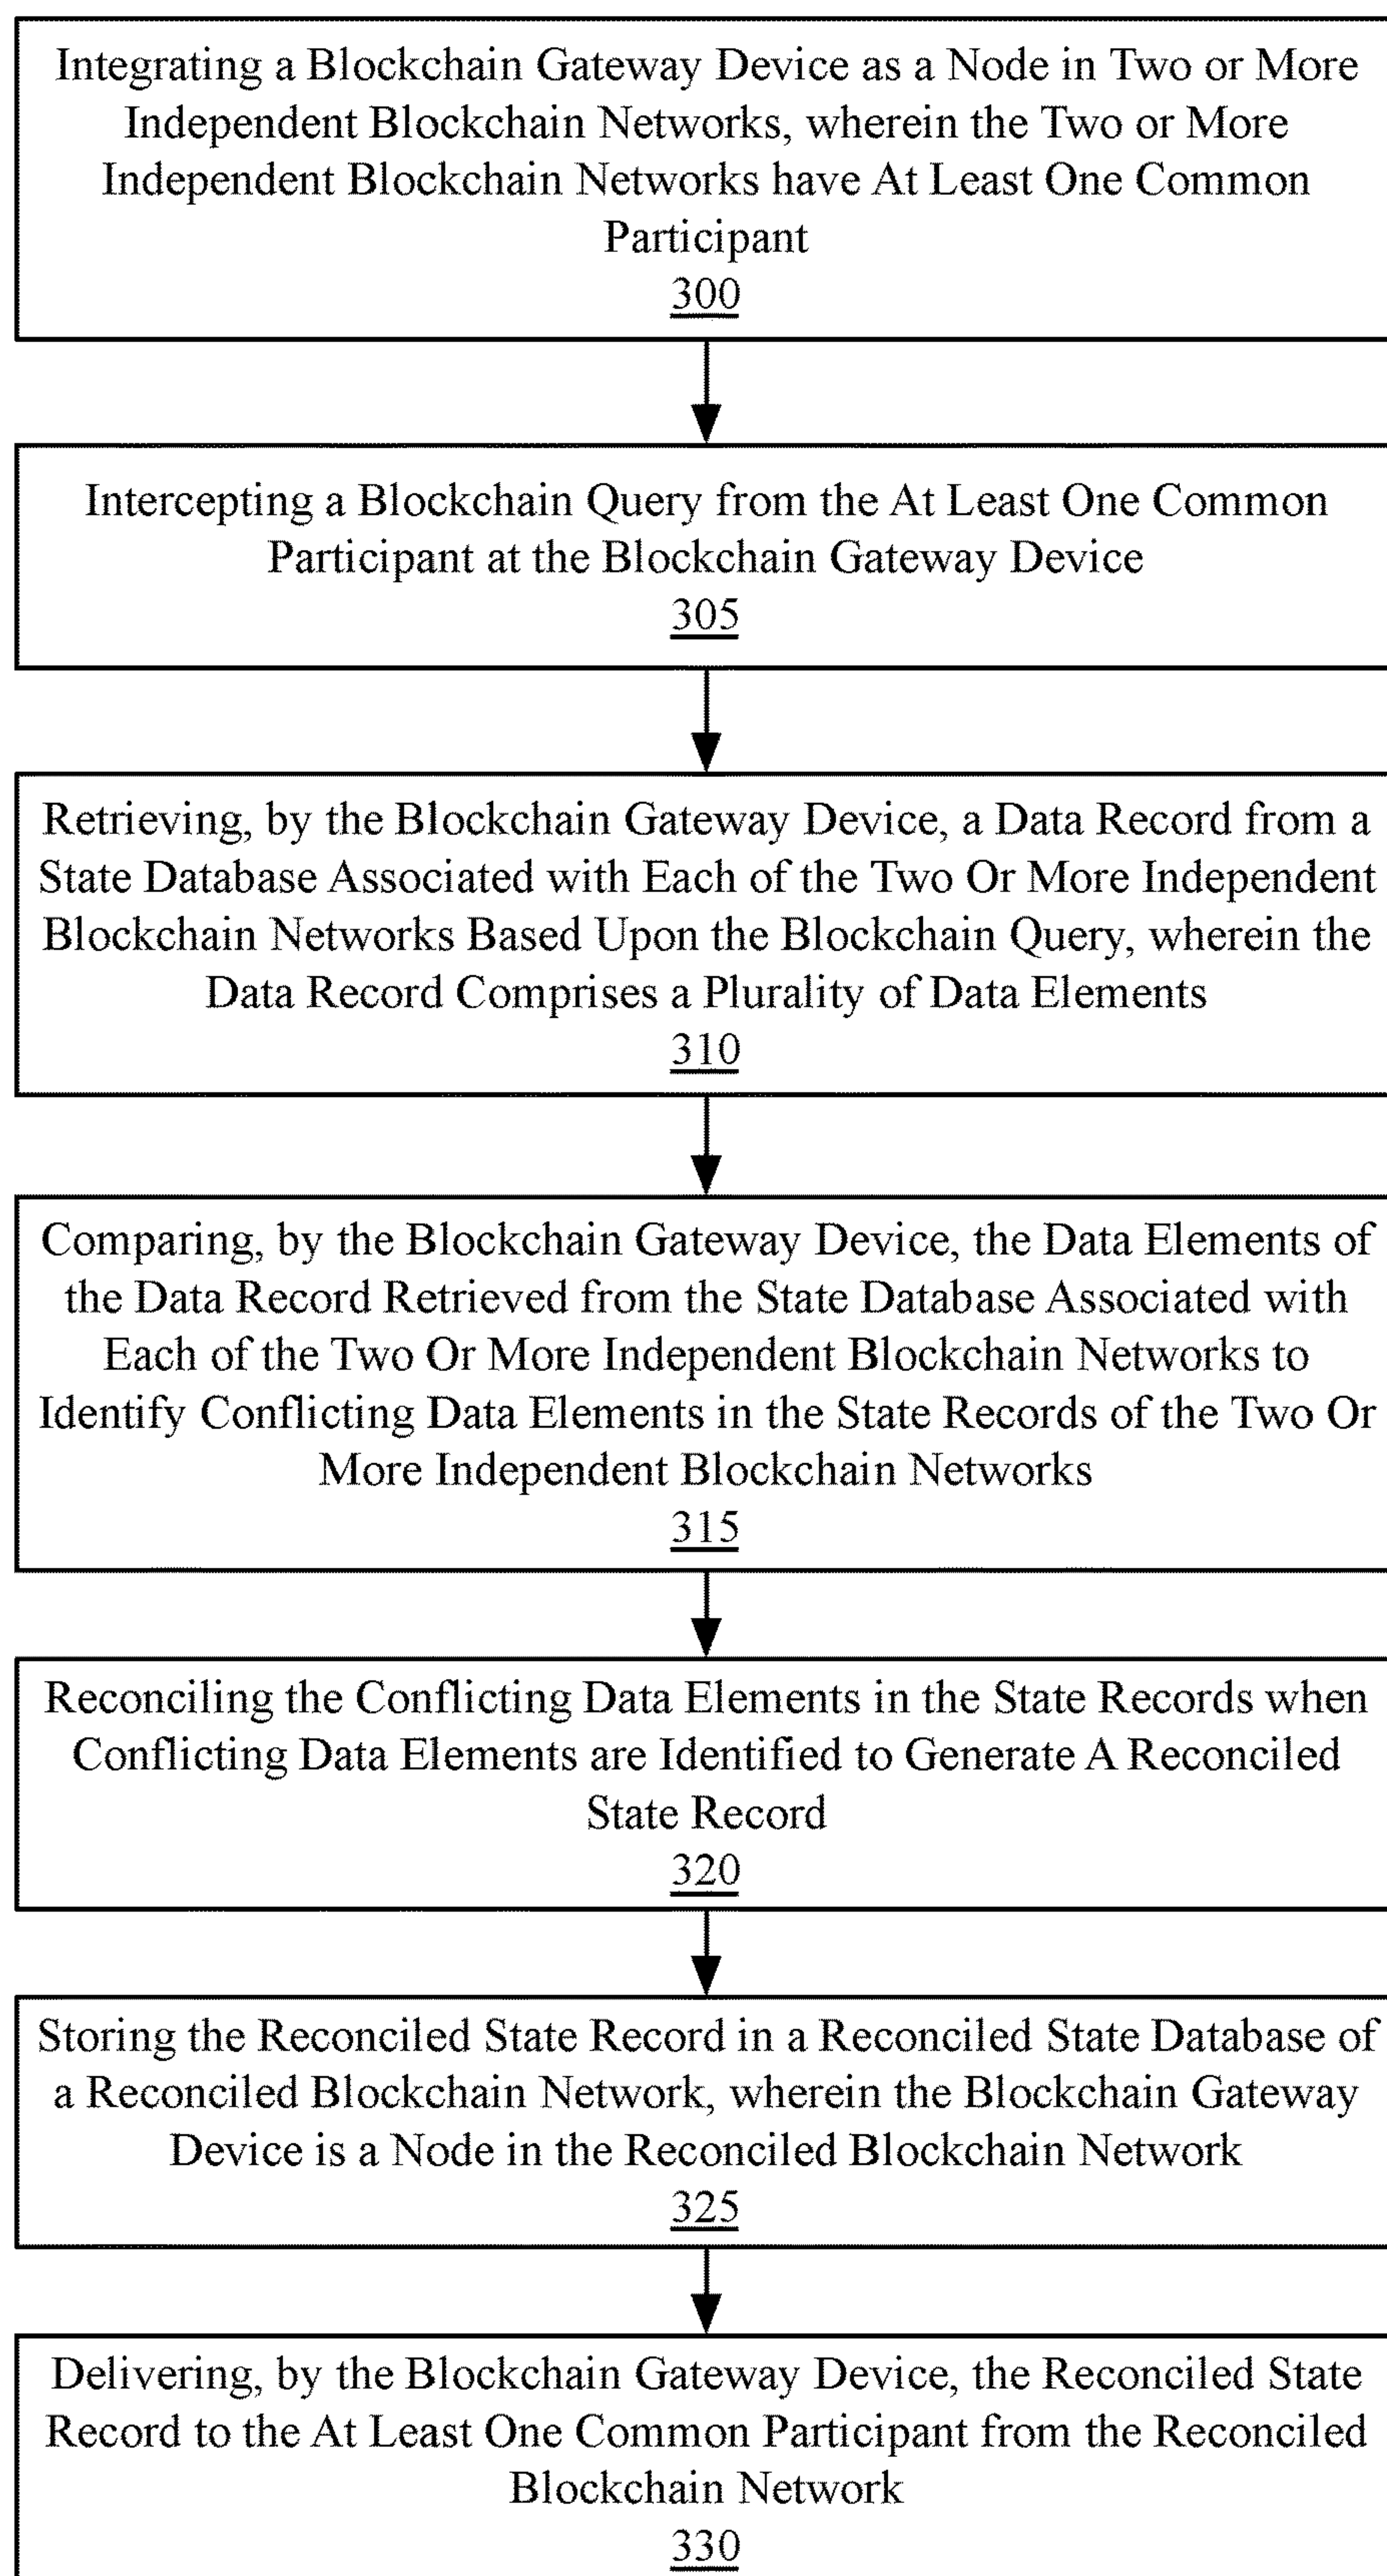 Integrating a Blockchain Gateway Device as a Node in Two or More
Independent Blockchain Networks, wherein the Two or More
Independent Blockchain Networks have At Least One Common
Participant
300
Intercepting a Blockchain Query from the At Least One Common
Participant at the Blockchain Gateway Device
305
Retrieving, by the Blockchain Gateway Device, a Data Record from a
State Database Associated with Each of the Two Or More Independent
Blockchain Networks Based Upon the Blockchain Query, wherein the
Data Record Comprises a Plurality of Data Elements
310
Comparing, by the Blockchain Gateway Device, the Data Elements of
the Data Record Retrieved from the State Database Associated with
Each of the Two Or More Independent Blockchain Networks to
Identify Conflicting Data Elements in the State Records of the Two Or
More Independent Blockchain Networks
315
Reconciling the Conflicting Data Elements in the State Records when
Conflicting Data Elements are Identified to Generate A Reconciled
State Record
320
Storing the Reconciled State Record in a Reconciled State Database of
a Reconciled Blockchain Network, wherein the Blockchain Gateway
Device is a Node in the Reconciled Blockchain Network
325
Delivering, by the Blockchain Gateway Device, the Reconciled State
Record to the At Least One Common Participant from the Reconciled
Blockchain Network
330